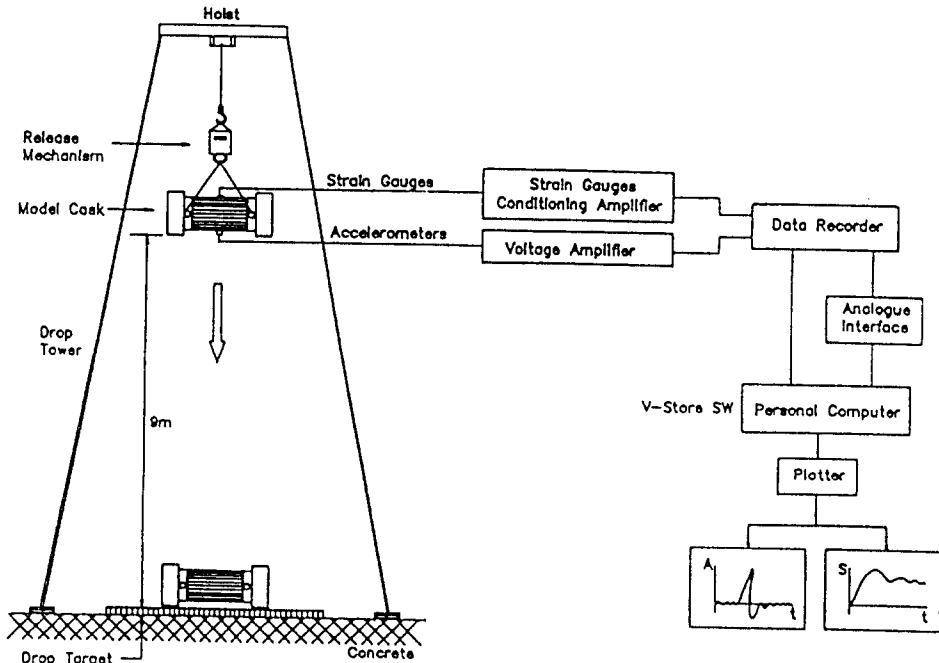 Hoist
Release
Mechanism
Model Cask
Strain Gauges
Strain Gauges
Conditioning Amplifier
Accelerometers
Voltage Amplifier
Data Recorder
Analogue
Interface
Drop
Tower
9m
V-Store SW
Personal Computer
Plotter
A
t
S
t
Concrete
Drop Target